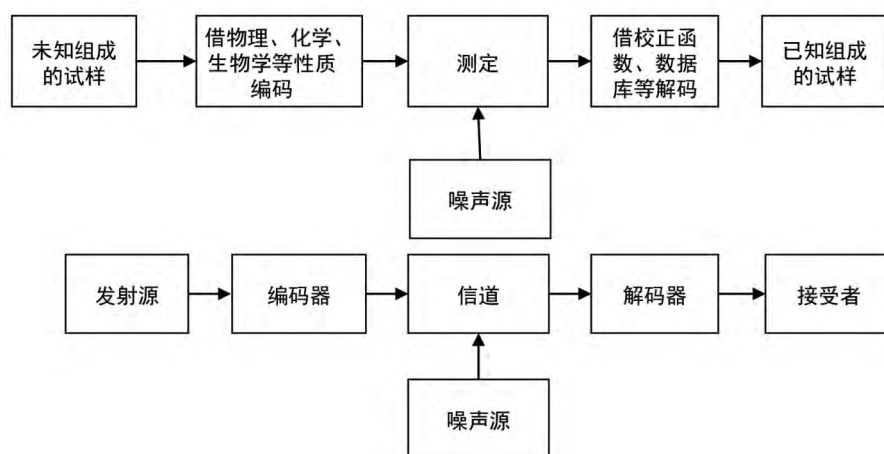 未知组成
的试样
借物理、化学、
生物学等性质
编码
测定
借校正函
数、数据
库等解码
已知组成
的试样
噪声源
发射源
编码器
信道
解码器
接受者
噪声源